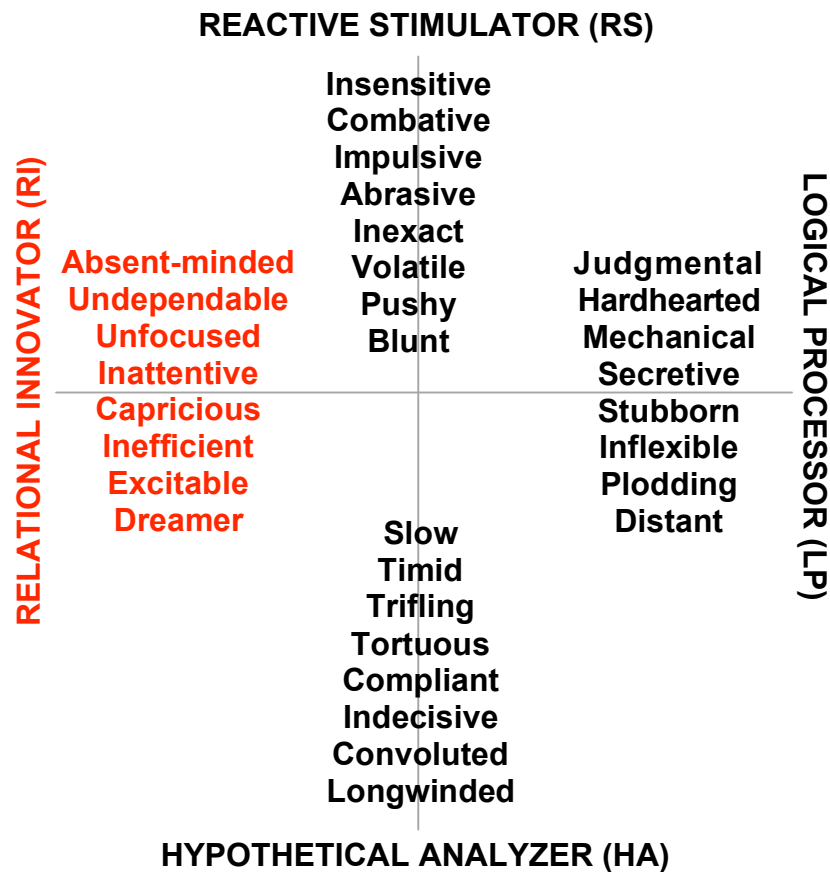 REACTIVE STIMULATOR (RS)
Insensitive
Combative
Impulsive
Abrasive
Inexact
Volatile
Pushy
Blunt
RELATIONAL INNOVATOR (RI)
Absent-minded
Undependable
Unfocused
Inattentive
Capricious
Inefficient
Excitable
Dreamer
Judgmental
Hardhearted
Mechanical
Secretive
Stubborn
Inflexible
Plodding
Distant
LOGICAL PROCESSOR (LP)
Slow
Timid
Trifling
Tortuous
Compliant
Indecisive
Convoluted
Longwinded
HYPOTHETICAL ANALYZER (HA)